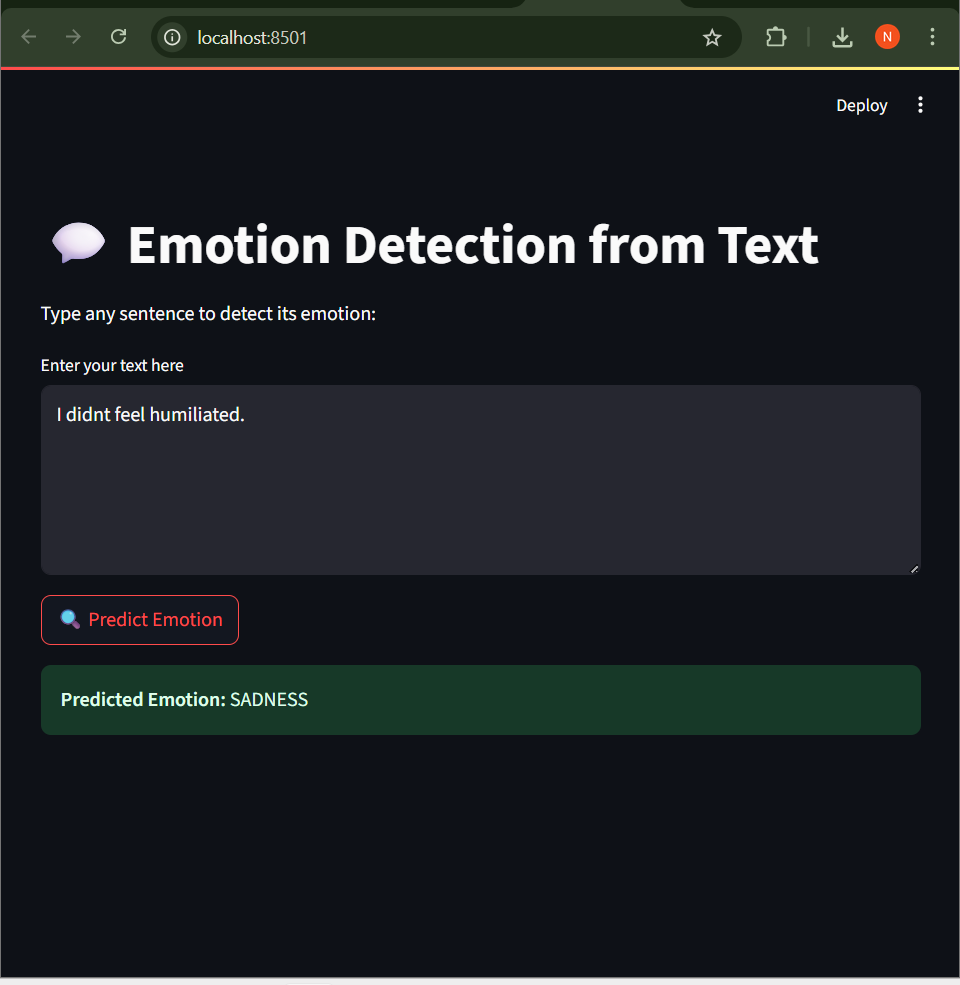 localhost:8501
N
Deploy
Emotion Detection from Text
Type any sentence to detect its emotion:
Enter your text here
I didnt feel humiliated.
Predict Emotion
Predicted Emotion: SADNESS